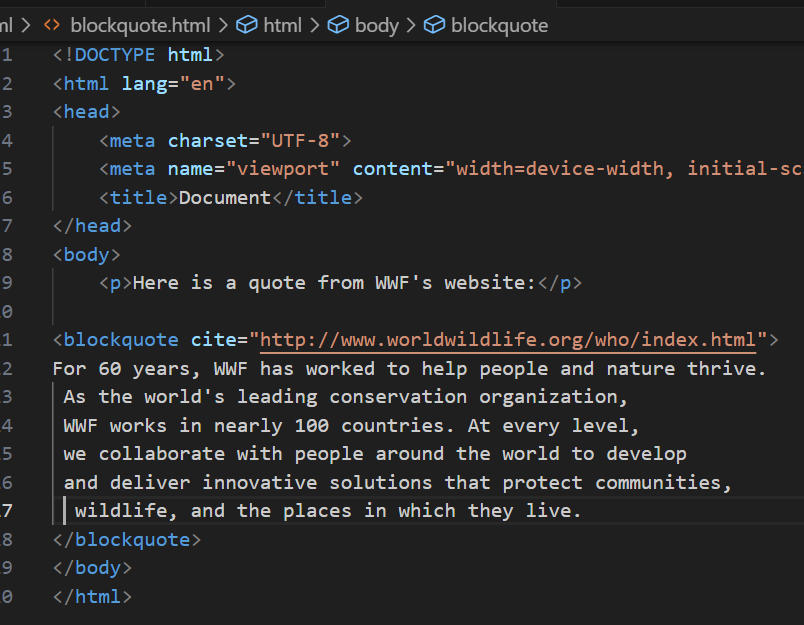 ml > <> blockquote.html > html > body > blockquote
1 <!DOCTYPE html>
2 <html lang="en">
3 <head>
4     <meta charset="UTF-8">
5     <meta name="viewport" content="width=device-width, initial-sc
6     <title>Document</title>
7 </head>
8 <body>
9     <p>Here is a quote from WWF's website:</p>
0
1 <blockquote cite="http://www.worldwildlife.org/who/index.html">
2 For 60 years, WWF has worked to help people and nature thrive.
3  As the world's leading conservation organization,
4  WWF works in nearly 100 countries. At every level,
5  we collaborate with people around the world to develop
6  and deliver innovative solutions that protect communities,
7   wildlife, and the places in which they live.
8 </blockquote>
9 </body>
0 </html>